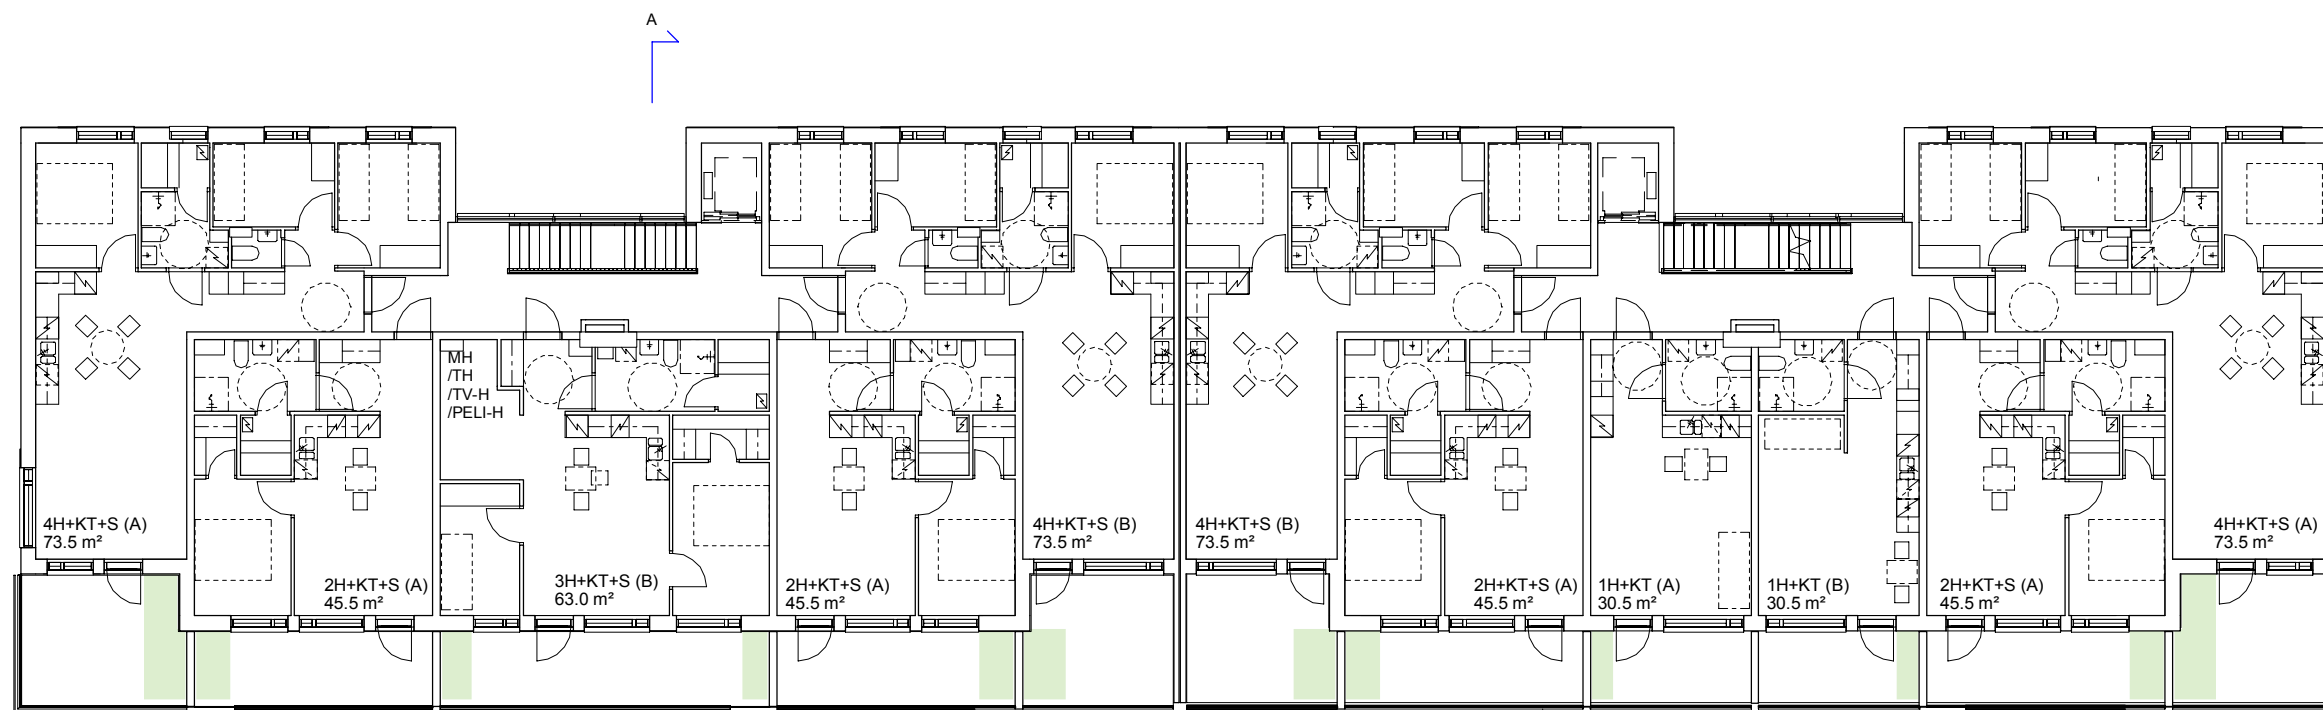 A
MH
/TH
/TV-H
/PELI-H
4H+KT+S (A)
73.5 m²
2H+KT+S (A)
45.5 m²
3H+KT+S (B)
63.0 m²
2H+KT+S (A)
45.5 m²
4H+KT+S (B)
73.5 m²
4H+KT+S (B)
73.5 m²
2H+KT+S (A)
45.5 m²
1H+KT (A)
30.5 m²
1H+KT (B)
30.5 m²
2H+KT+S (A)
45.5 m²
4H+KT+S (A)
73.5 m²